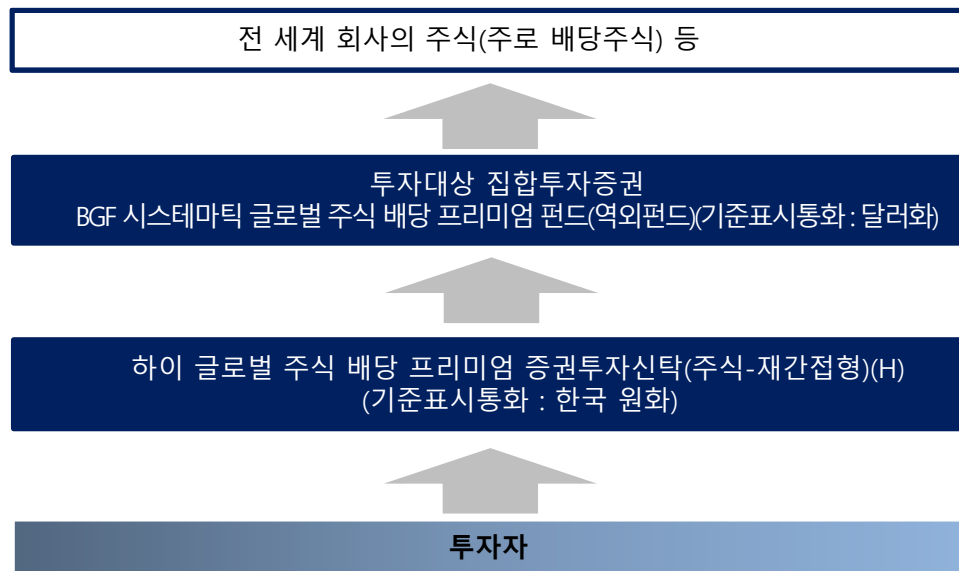 전 세계 회사의 주식(주로 배당주식) 등
투자대상 집합투자증권
BGF 시스테마틱 글로벌 주식 배당 프리미엄 펀드(역외펀드)(기준표시통화 : 달러화)
하이 글로벌 주식 배당 프리미엄 증권투자신탁(주식-재간접형)(H)
(기준표시통화 : 한국 원화)
투자자